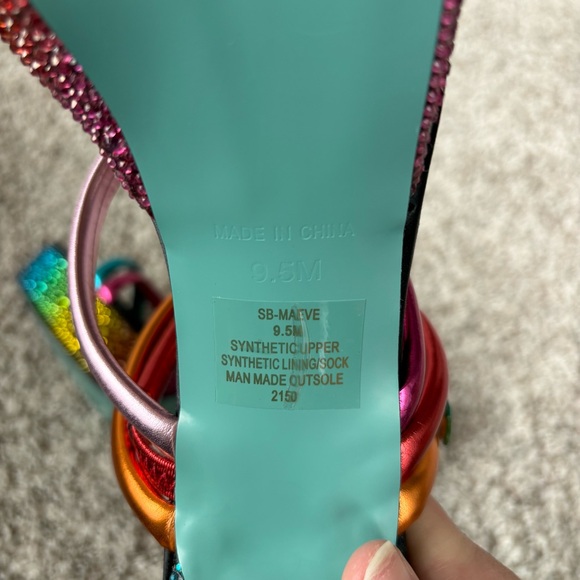 MADE IN CHINA
9.5M
SB-MAEVE
9.5M
SYNTHETIC UPPER
SYNTHETIC LINING/SOCK
MAN MADE OUTSOLE
2150